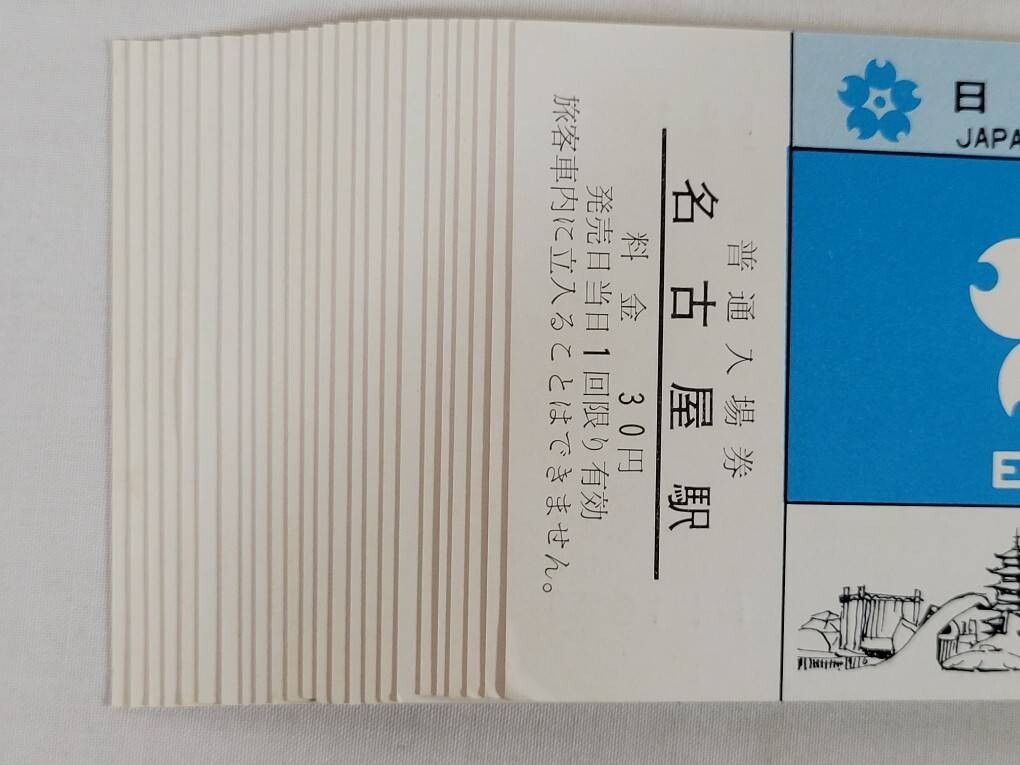 普通入場券
名古屋駅
料金 30円
発売日当日1回限り有効
旅客車内に立入ることはできません。
日
JAPA
E